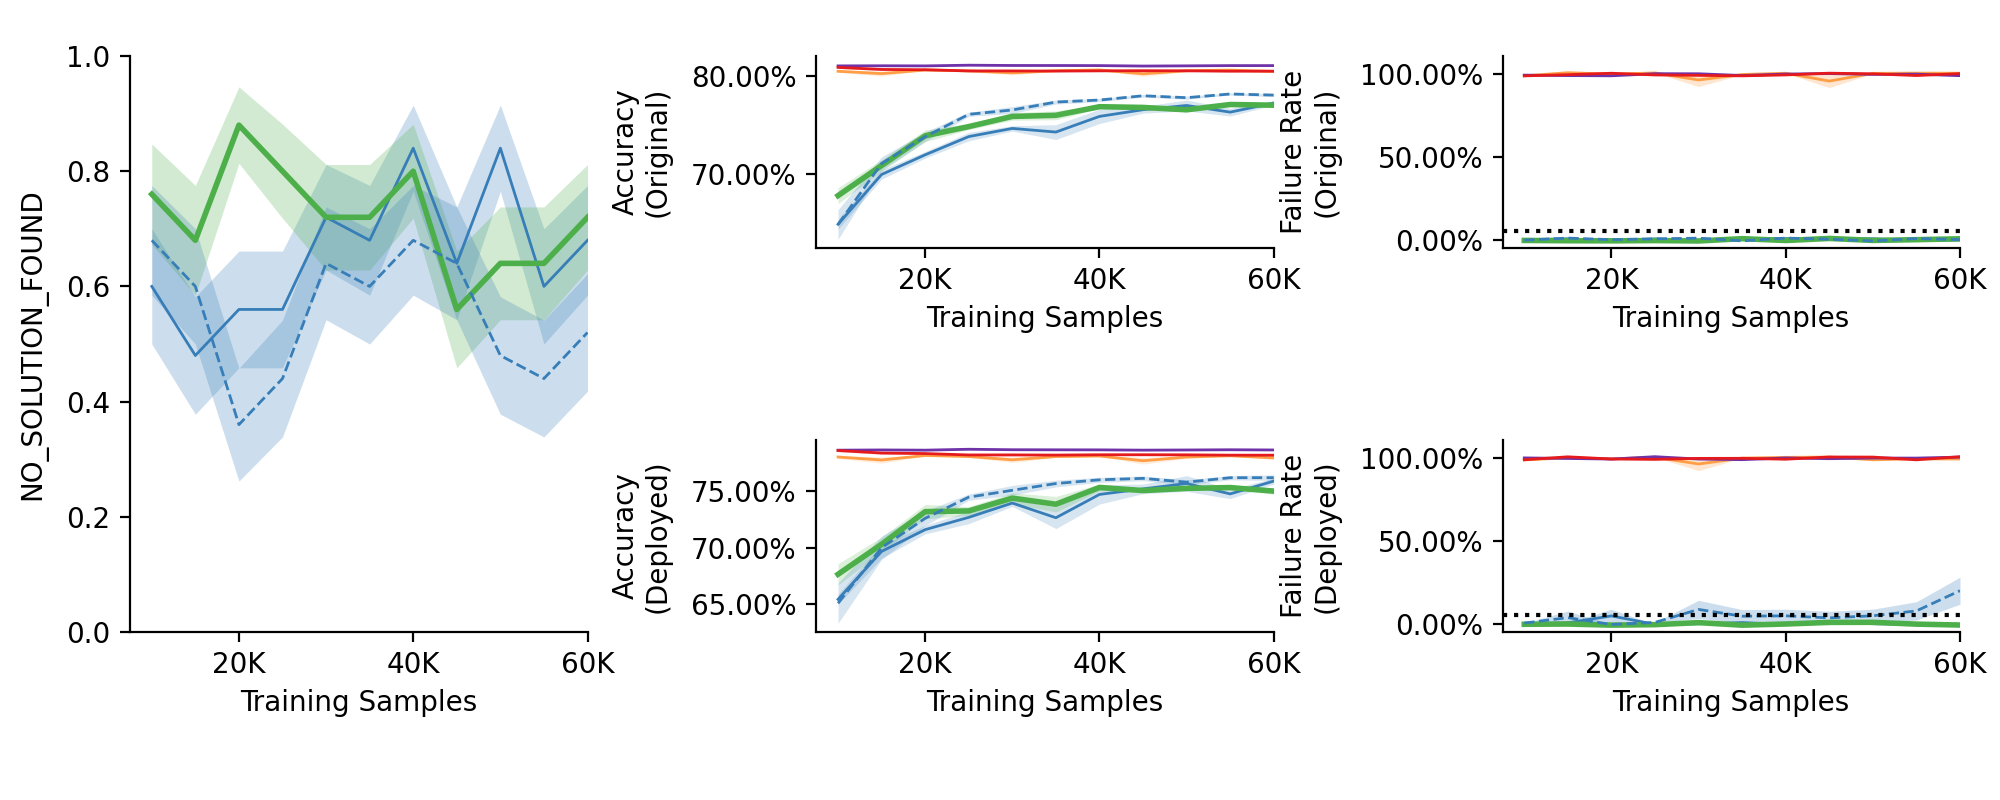 NO_SOLUTION_FOUND
1.0
0.8
0.6
0.4
0.2
0.0
20K
40K
60K
Training Samples
Accuracy
(Original)
80.00%
70.00%
20K
40K
60K
Training Samples
Failure Rate
(Original)
100.00%
50.00%
0.00%
20K
40K
60K
Training Samples
Accuracy
(Deployed)
75.00%
70.00%
65.00%
20K
40K
60K
Training Samples
Failure Rate
(Deployed)
100.00%
50.00%
0.00%
20K
40K
60K
Training Samples